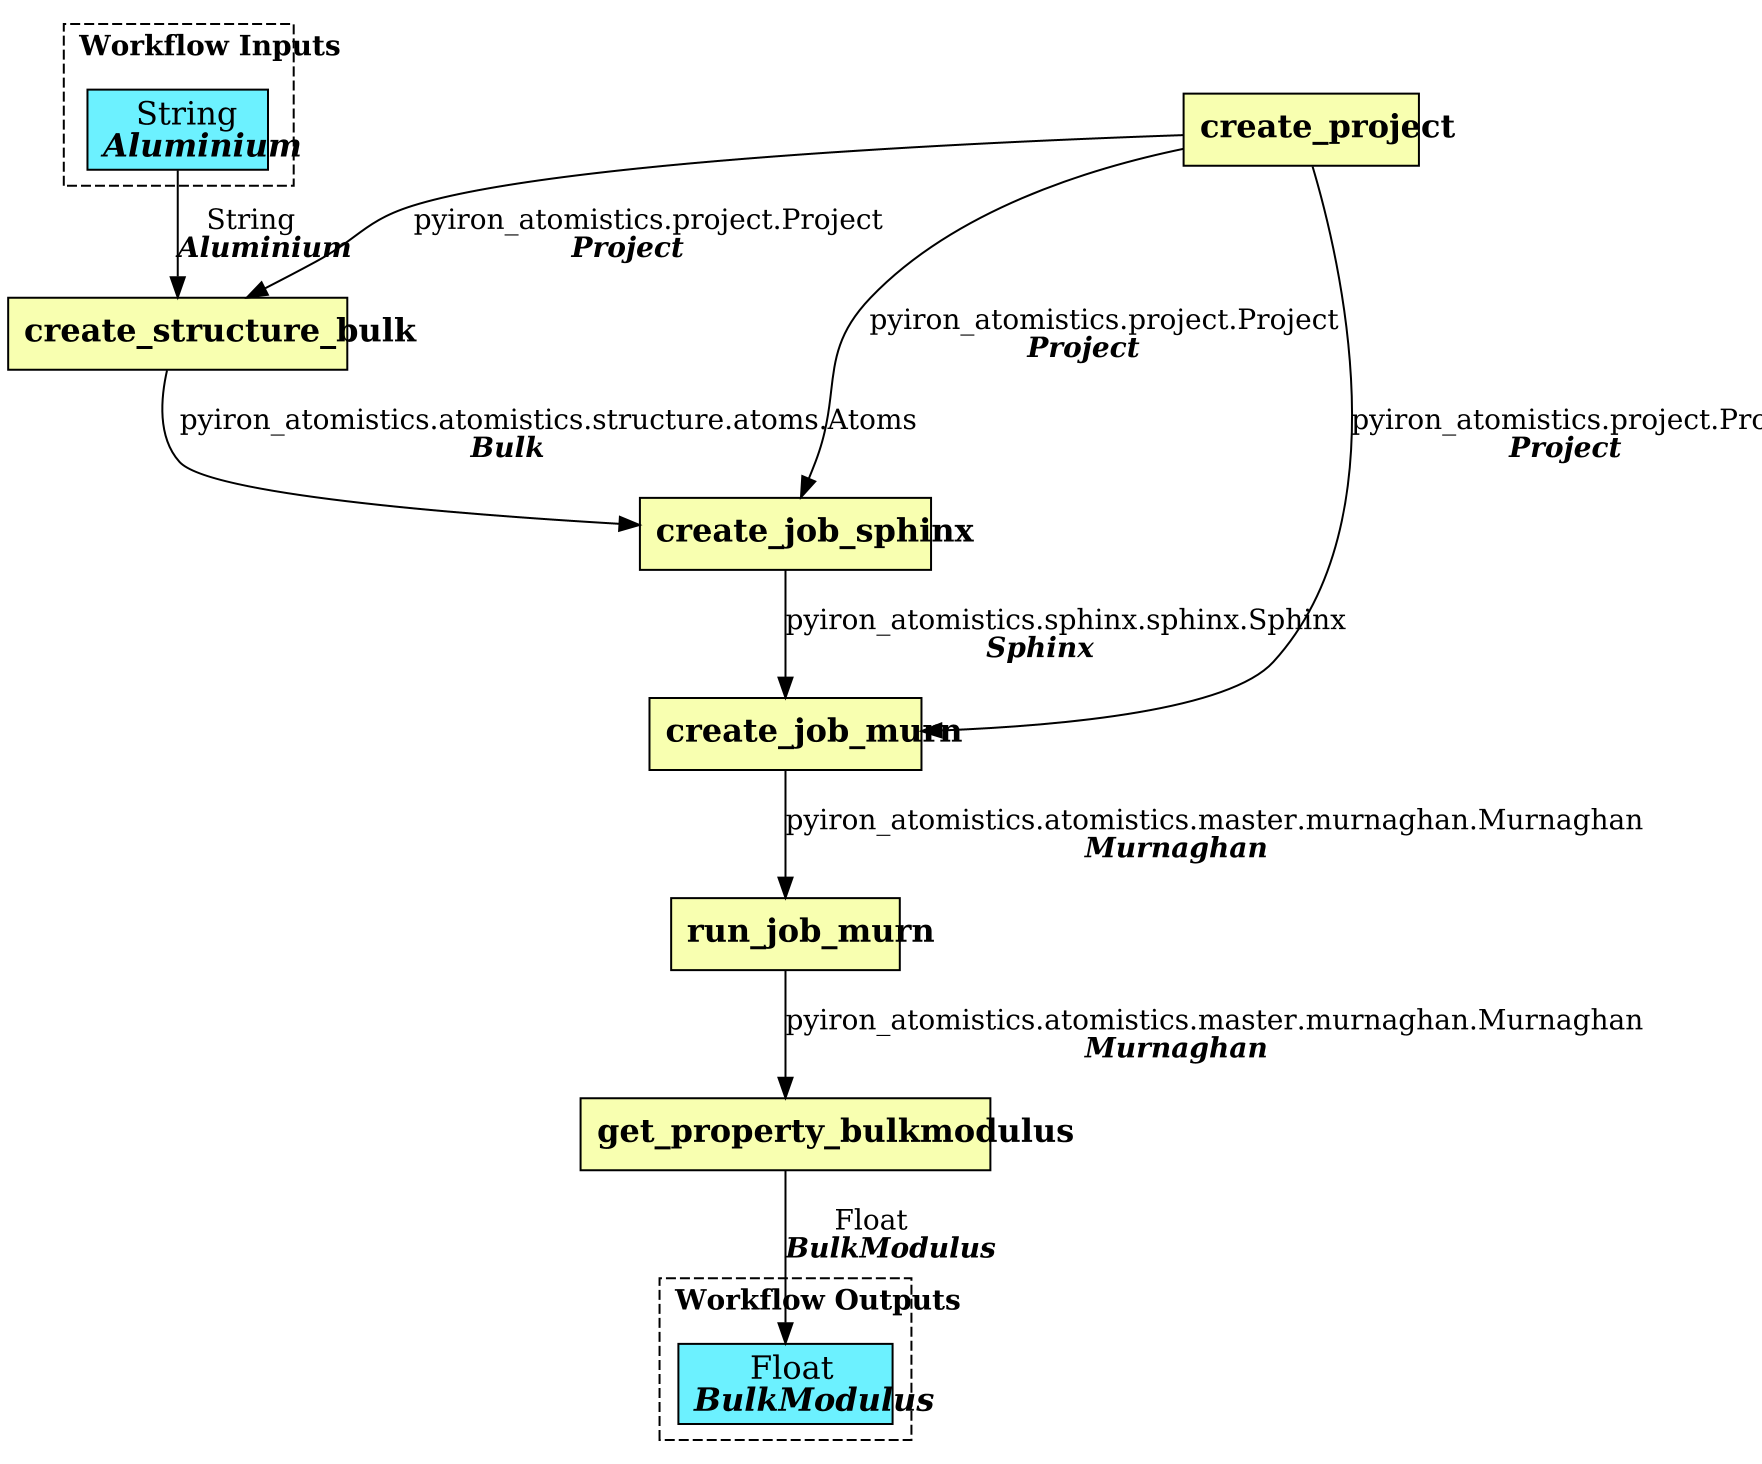 Workflow Inputs
String
Aluminium
create_project
String
Aluminium
pyiron_atomistics.project.Project
Project
create_structure_bulk
pyiron_atomistics.project.Project
Project
pyiron_atomistics.atomistics.structure.atoms.Atoms
Bulk
pyiron_atomistics.project.Pro
Project
create_job_sphinx
pyiron_atomistics.sphinx.sphinx.Sphinx
Sphinx
create_job_murn
pyiron_atomistics.atomistics.master.murnaghan.Murnaghan
Murnaghan
run_job_murn
pyiron_atomistics.atomistics.master.murnaghan.Murnaghan
Murnaghan
get_property_bulkmodulus
Float
BulkModulus
Workflow Outputs
Float
BulkModulus